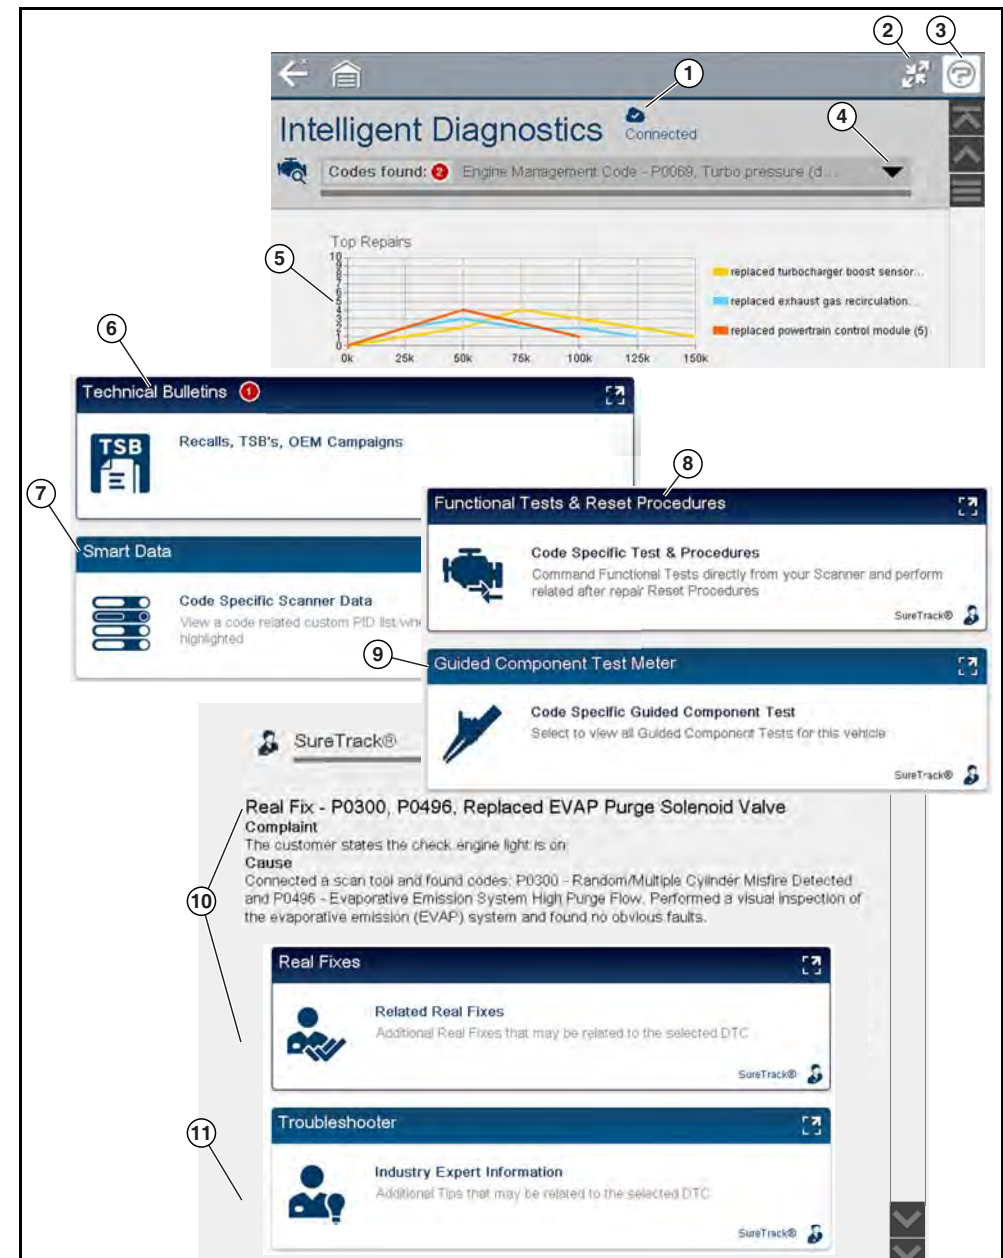 2
3
1
Intelligent Diagnostics
Connected
4
Codes found: 2 Engine Management Code - P0069, Turbo pressure (d...
5
Top Repairs
10
9
8
7
6
5
4
3
2
1
0
0k 25k 50k 75k 100k 125k 150k
replaced turbocharger boost sensor...
replaced exhaust gas recirculation...
replaced powertrain control module (5)
6
Technical Bulletins 1
TSB
Recalls, TSB's, OEM Campaigns
7
Smart Data
Code Specific Scanner Data
View a code related custom PID list
highlighted
8
Functional Tests & Reset Procedures
Code Specific Test & Procedures
Command Functional Tests directly from your Scanner and perform
related after repair Reset Procedures
SureTrack®
9
Guided Component Test Meter
Code Specific Guided Component Test
Select to view all Guided Component Tests for this vehicle
SureTrack®
SureTrack®
Real Fix - P0300, P0496, Replaced EVAP Purge Solenoid Valve
Complaint
The customer states the check engine light is on
Cause
Connected a scan tool and found codes: P0300 - Random/Multiple Cylinder Misfire Detected
and P0496 - Evaporative Emission System High Purge Flow. Performed a visual inspection of
the evaporative emission (EVAP) system and found no obvious faults.
10
Real Fixes
Related Real Fixes
Additional Real Fixes that may be related to the selected DTC
SureTrack®
11
Troubleshooter
Industry Expert Information
Additional Tips that may be related to the selected DTC
SureTrack®